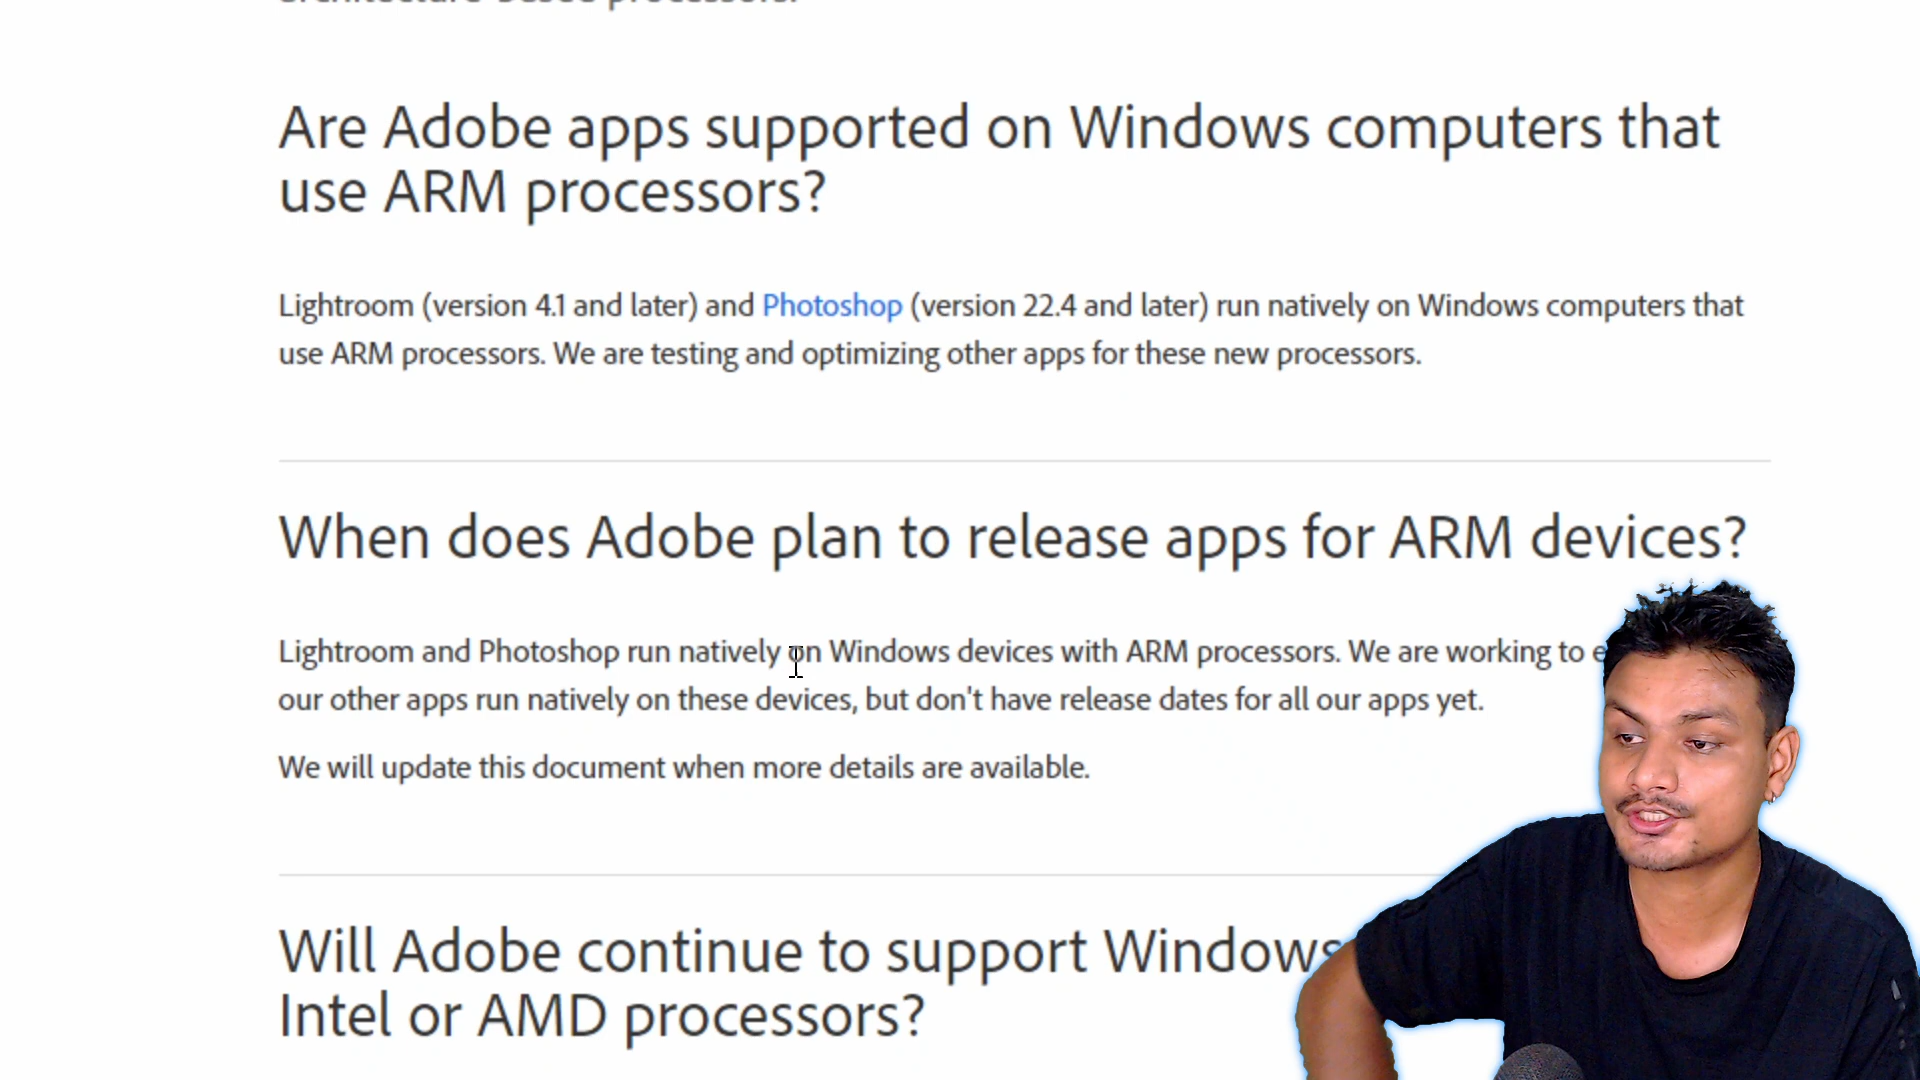 architecture-based processors.
Are Adobe apps supported on Windows computers that
use ARM processors?
Lightroom (version 4.1 and later) and Photoshop (version 22.4 and later) run natively on Windows computers that
use ARM processors. We are testing and optimizing other apps for these new processors.
When does Adobe plan to release apps for ARM devices?
Lightroom and Photoshop run natively on Windows devices with ARM processors. We are working to
our other apps run natively on these devices, but don't have release dates for all our apps yet.
We will update this document when more details are available.
Will Adobe continue to support Windows
Intel or AMD processors?